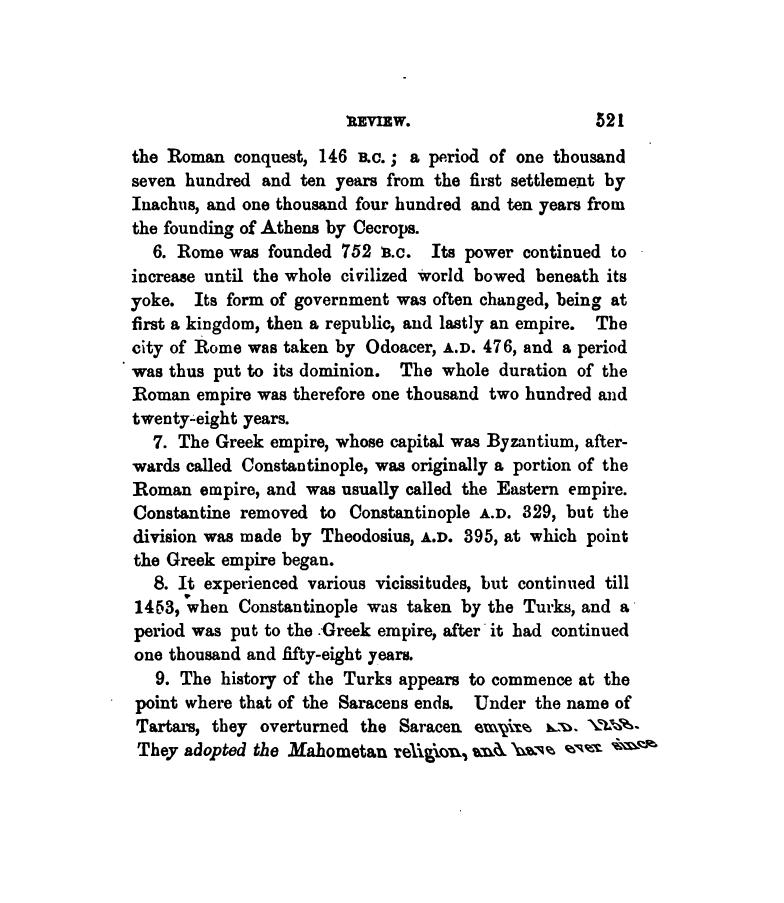 REVIEW. 521
the Roman conquest, 146 B.C.; a period of one thousand
seven hundred and ten years from the first settlement by
Inachus, and one thousand four hundred and ten years from
the founding of Athens by Cecrops.
6. Rome was founded 752 B.C. Its power continued to
increase until the whole civilized world bowed beneath its
yoke. Its form of government was often changed, being at
first a kingdom, then a republic, and lastly an empire. The
city of Rome was taken by Odoacer, A.D. 476, and a period
was thus put to its dominion. The whole duration of the
Roman empire was therefore one thousand two hundred and
twenty-eight years.
7. The Greek empire, whose capital was Byzantium, after-
wards called Constantinople, was originally a portion of the
Roman empire, and was usually called the Eastern empire.
Constantine removed to Constantinople A.D. 329, but the
division was made by Theodosius, A.D. 395, at which point
the Greek empire began.
8. It experienced various vicissitudes, but continued till
1453, when Constantinople was taken by the Turks, and a
period was put to the Greek empire, after it had continued
one thousand and fifty-eight years.
9. The history of the Turks appears to commence at the
point where that of the Saracens ends. Under the name of
Tartars, they overturned the Saracen empire A.D. 1258.
They adopted the Mahometan religion, and have ever since